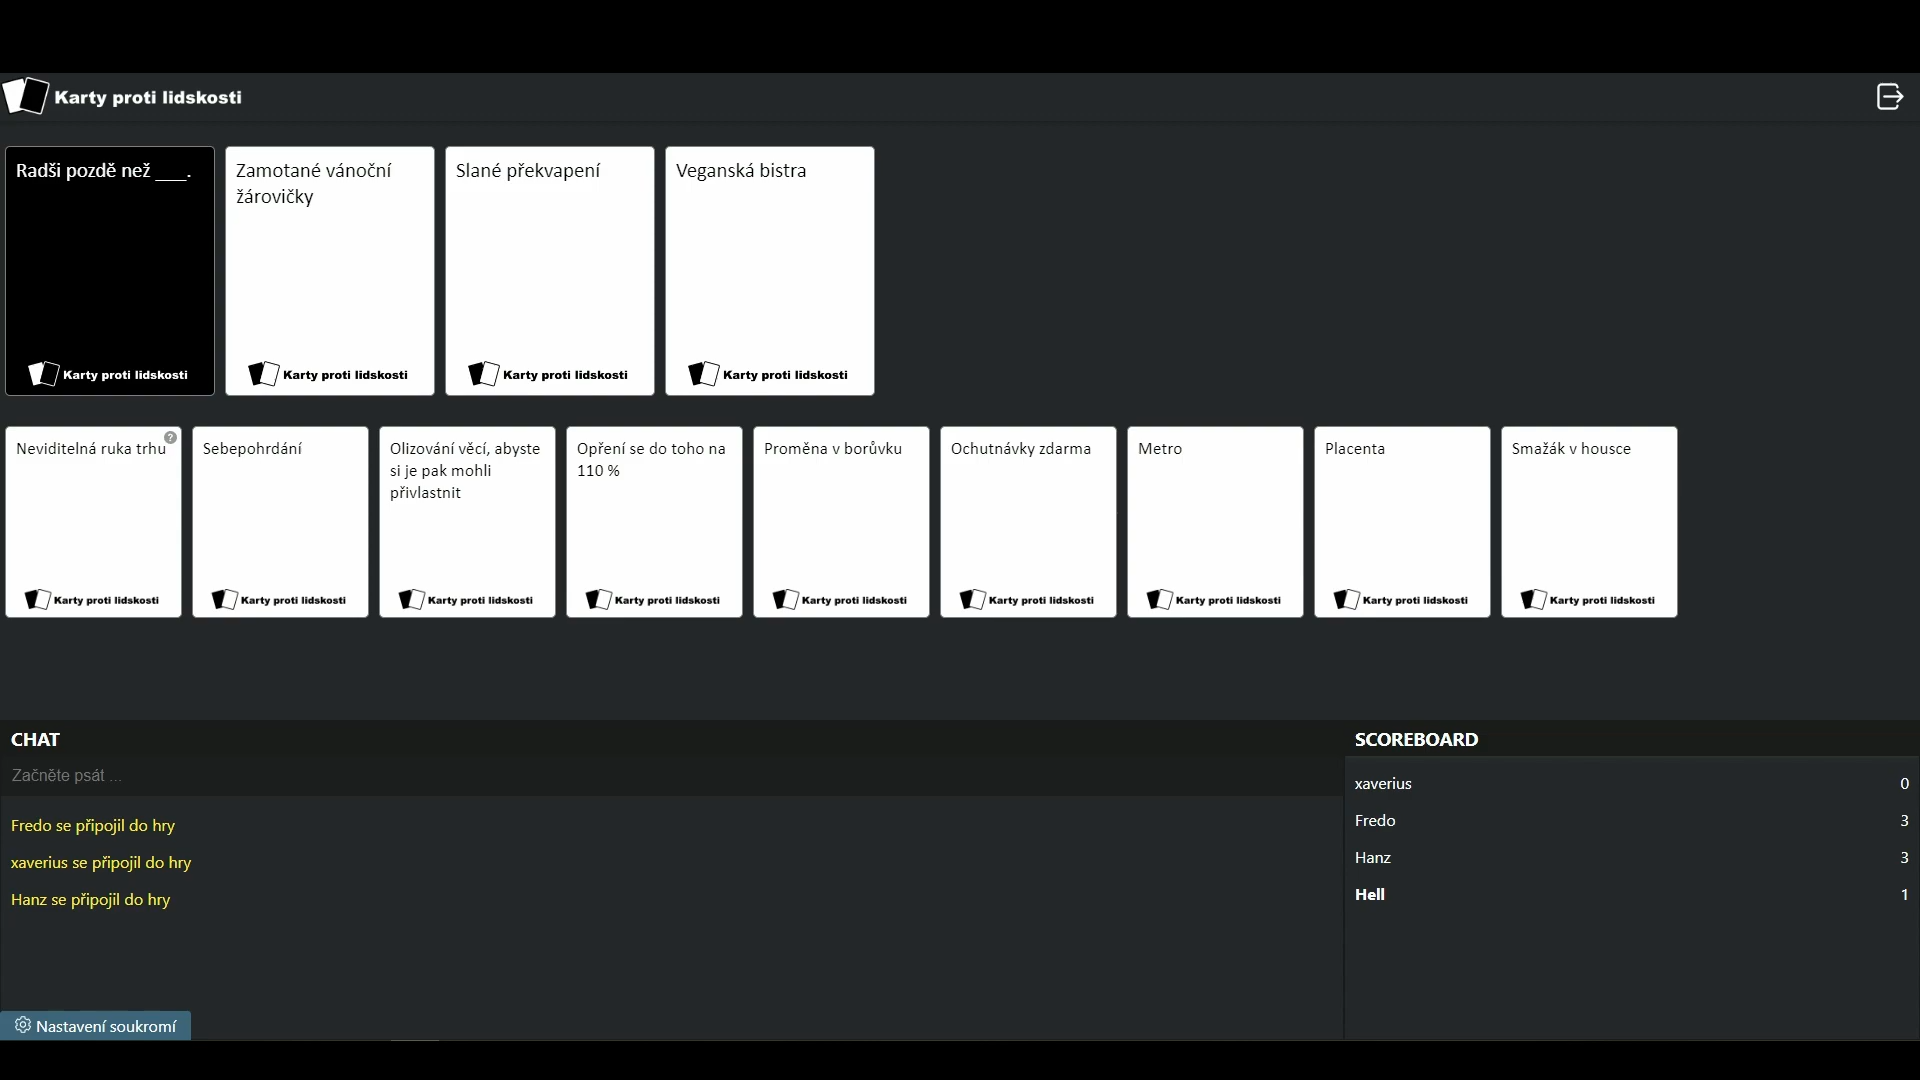 Karty proti lidskosti
Radši pozdě než ___.
Karty proti lidskosti
Zamotané vánoční
žárovičky
Karty proti lidskosti
Slané překvapení
Karty proti lidskosti
Veganská bistra
Karty proti lidskosti
Neviditelná ruka trhu
?
Karty proti lidskosti
Sebepohrdání
Karty proti lidskosti
Olizování věcí, abyste
si je pak mohli
přivlastnit
Karty proti lidskosti
Opření se do toho na
110 %
Karty proti lidskosti
Proměna v borůvku
Karty proti lidskosti
Ochutnávky zdarma
Karty proti lidskosti
Metro
Karty proti lidskosti
Placenta
Karty proti lidskosti
Smažák v housce
Karty proti lidskosti
CHAT
Začněte psát ...
Fredo se připojil do hry
xaverius se připojil do hry
Hanz se připojil do hry
Nastavení soukromí
SCOREBOARD
xaverius 0
Fredo 3
Hanz 3
Hell 1